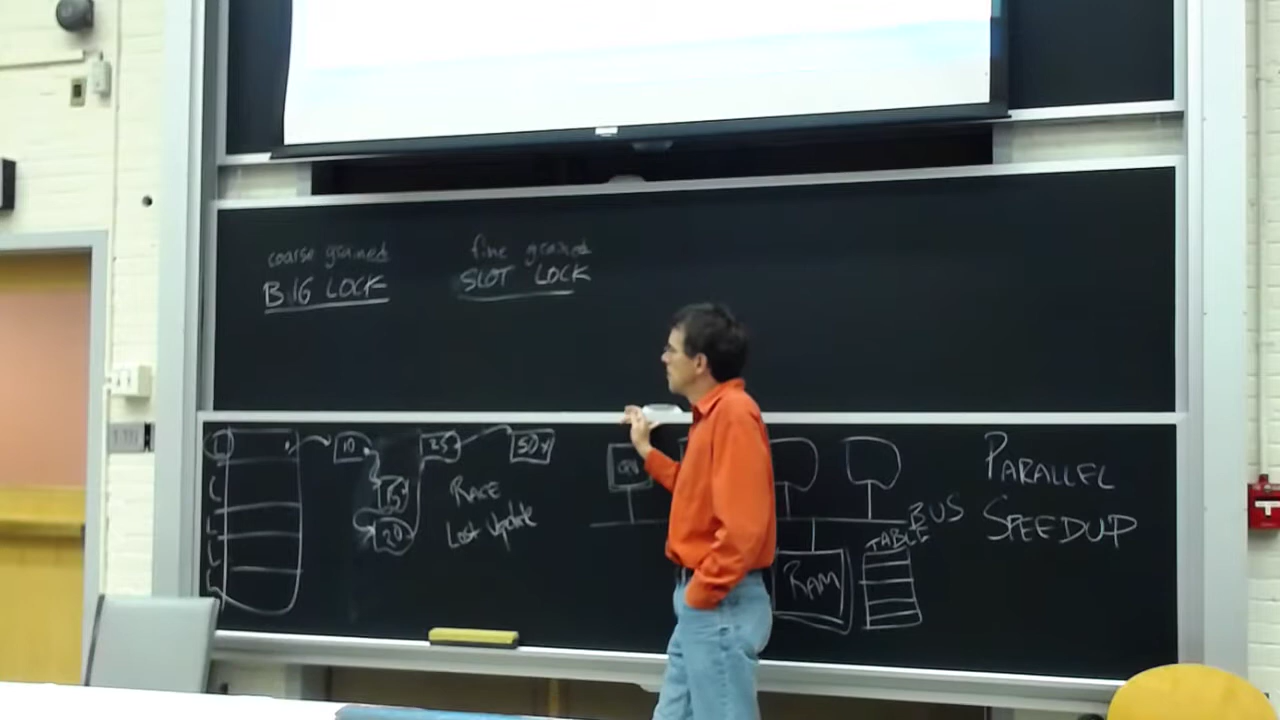 coarse grained
BIG LOCK
fine grained
SLOT LOCK
10
25
50
15
20
RACE
Lost Update
CPU
BUS
TABLE
RAM
PARALLEL
SPEEDUP